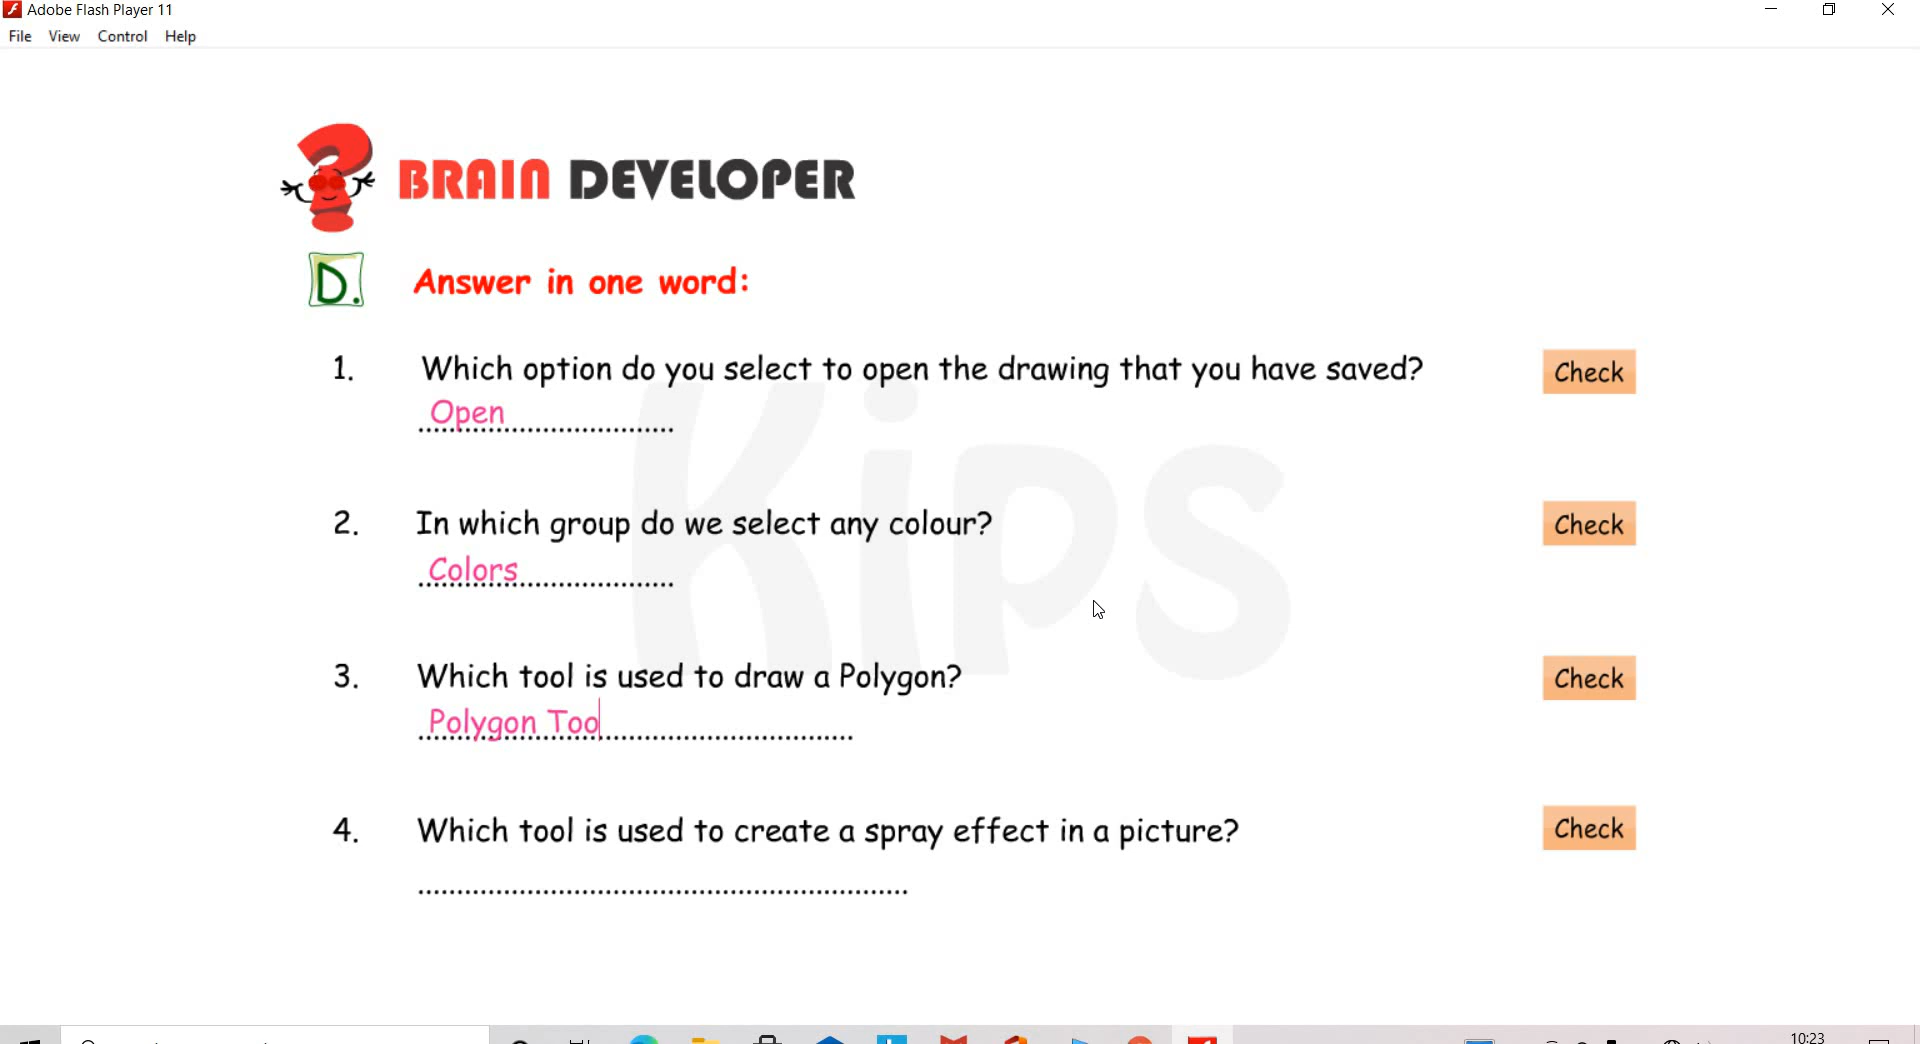 Adobe Flash Player 11
File View Control Help
BRAIN DEVELOPER
D. Answer in one word:
1. Which option do you select to open the drawing that you have saved? Check
Open
2. In which group do we select any colour? Check
Colors
3. Which tool is used to draw a Polygon? Check
Polygon Too
4. Which tool is used to create a spray effect in a picture? Check
Kips
10:23